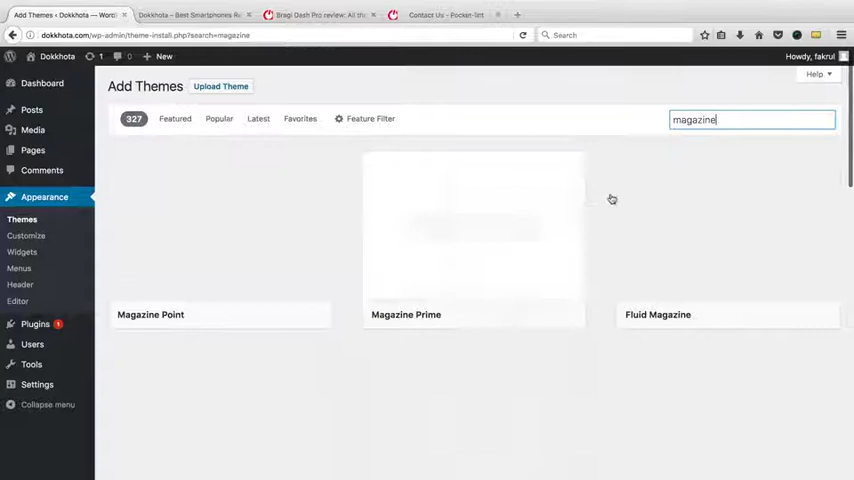 Add Themes ‹ Dokkhota — Word
Dokkhota – Best Smartphones R
Bragi Dash Pro review: All th
Contact Us - Pocker-lint
dokkhota.com/wp-admin/theme-install.php?search=magazine
Search
Dokkhota
1
0
New
Howdy, fakrul
Dashboard
Posts
Media
Pages
Comments
Appearance
Themes
Customize
Widgets
Menus
Header
Editor
Plugins 1
Users
Tools
Settings
Collapse menu
Help
Add Themes
Upload Theme
327
Featured
Popular
Latest
Favorites
Feature Filter
magazine
Magazine Point
Magazine Prime
Fluid Magazine